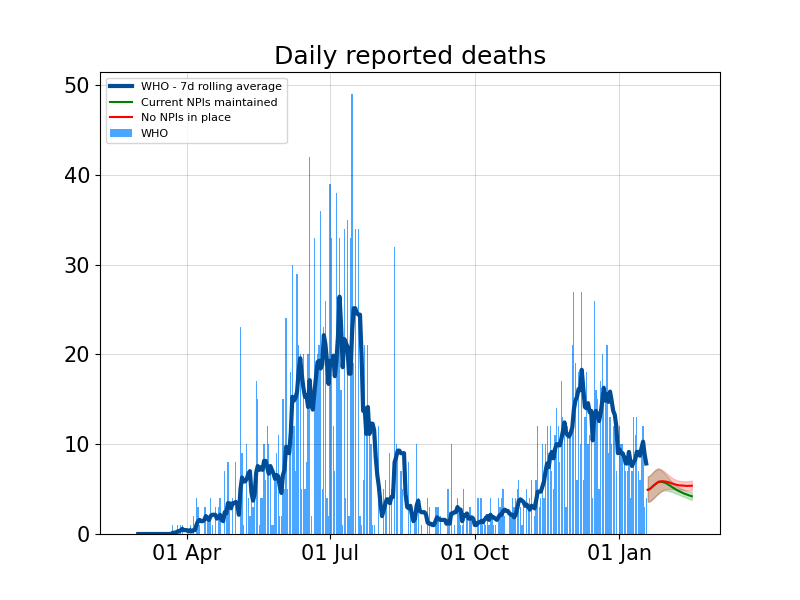 Daily reported deaths
50
40
30
20
10
0
WHO - 7d rolling average
Current NPIs maintained
No NPIs in place
WHO
01 Apr
01 Jul
01 Oct
01 Jan